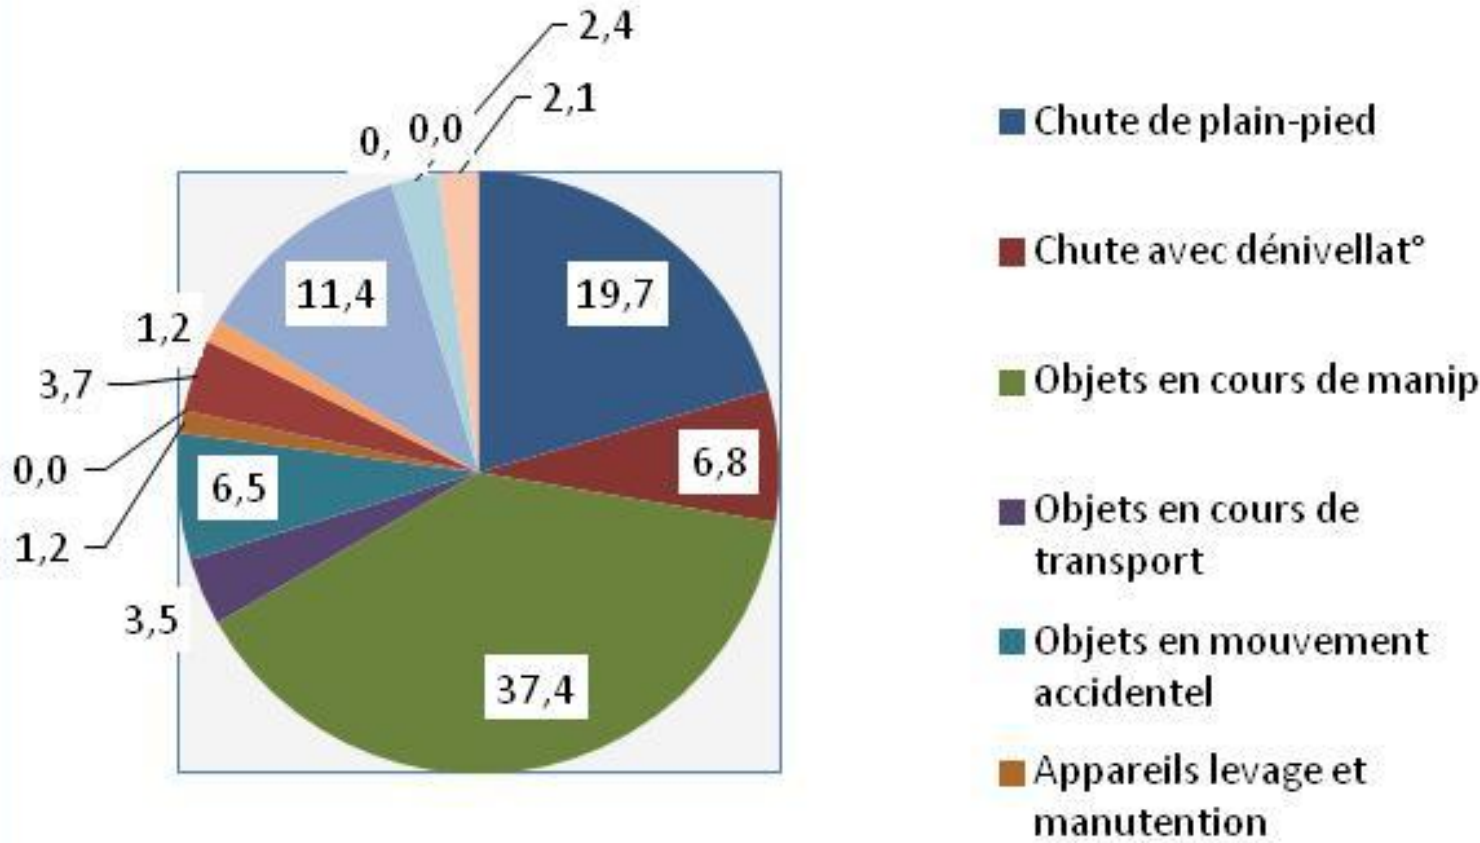 2,4
2,1
0,
0,0
11,4
19,7
1,2
3,7
6,8
0,0
6,5
1,2
3,5
37,4
Chute de plain-pied
Chute avec dénivellat°
Objets en cours de manip
Objets en cours de
transport
Objets en mouvement
accidentel
Appareils levage et
manutention